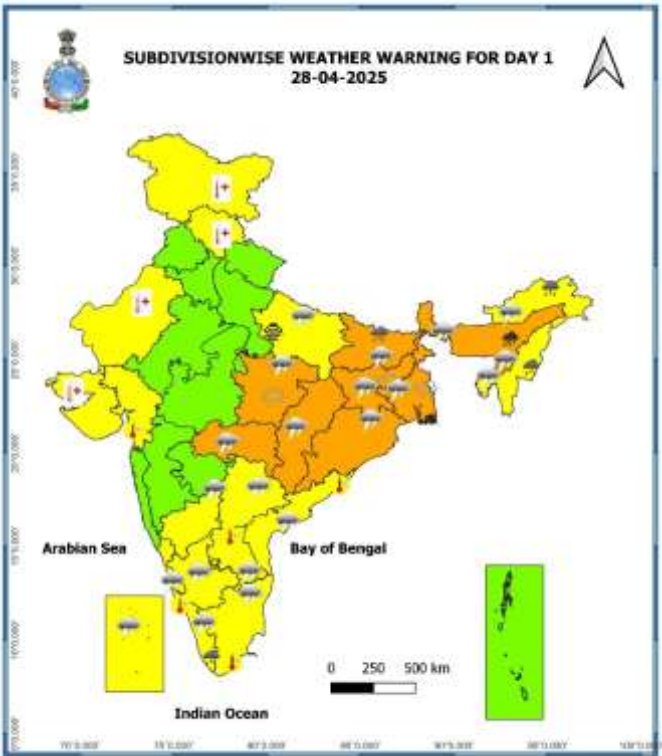 SUBDIVISIONWISE WEATHER WARNING FOR DAY 1
28-04-2025
Arabian Sea
Bay of Bengal
0 250 500 km
Indian Ocean